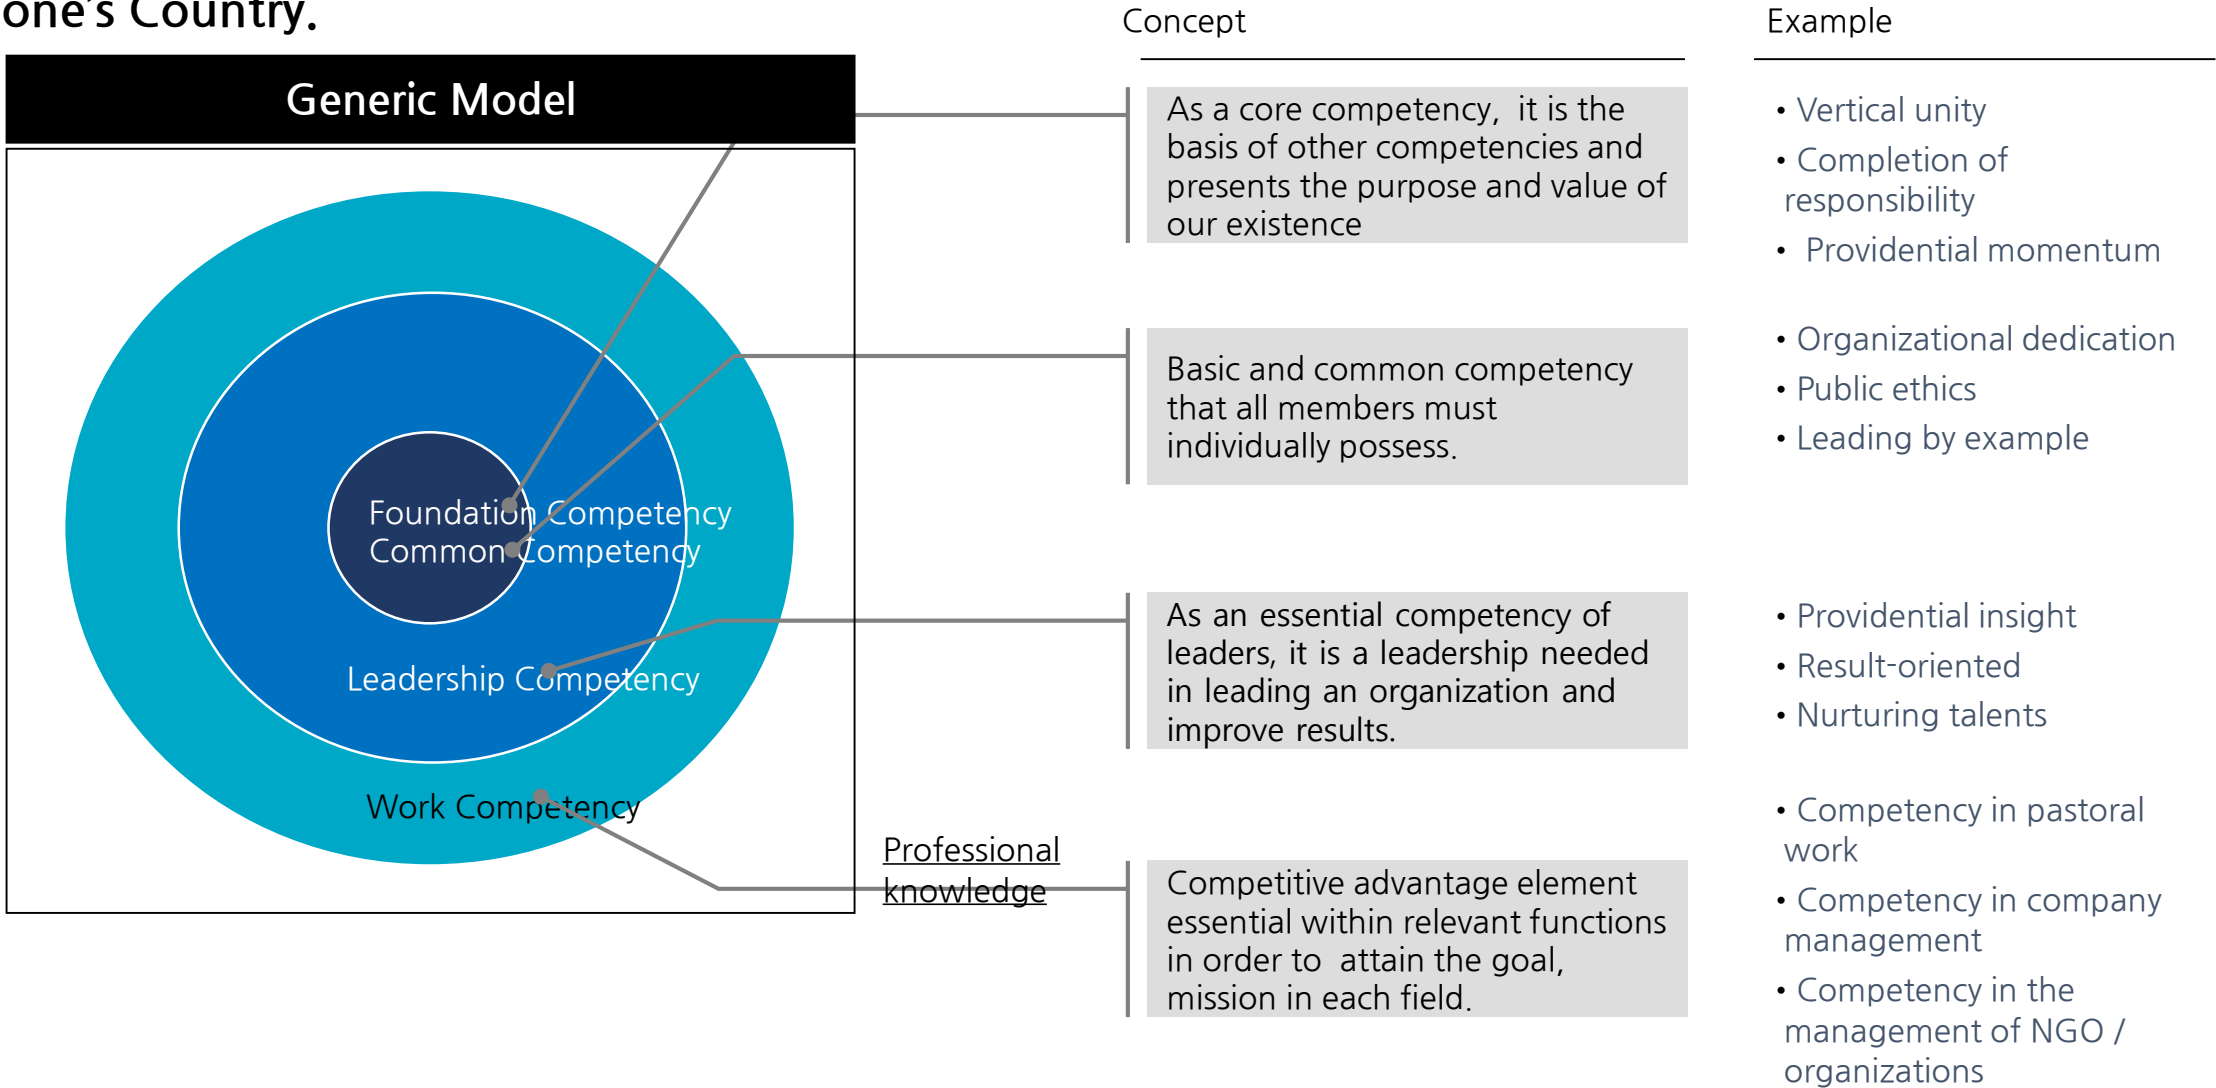 one's Country.
Generic Model
Foundation Competency
Common Competency
Leadership Competency
Work Competency
Professional
knowledge
Concept
As a core competency, it is the
basis of other competencies and
presents the purpose and value of
our existence
Basic and common competency
that all members must
individually possess.
As an essential competency of
leaders, it is a leadership needed
in leading an organization and
improve results.
Competitive advantage element
essential within relevant functions
in order to attain the goal,
mission in each field.
Example
• Vertical unity
• Completion of
responsibility
• Providential momentum
• Organizational dedication
• Public ethics
• Leading by example
• Providential insight
• Result-oriented
• Nurturing talents
• Competency in pastoral
work
• Competency in company
management
• Competency in the
management of NGO /
organizations